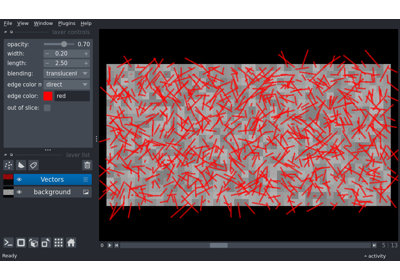 File View Window Plugins Help
layer controls
opacity: 0.70
width: 0.20
length: 2.50
blending: translucent
edge color m direct
edge color: red
out of slice:
layer list
Vectors
background
0 5 13
Ready activity